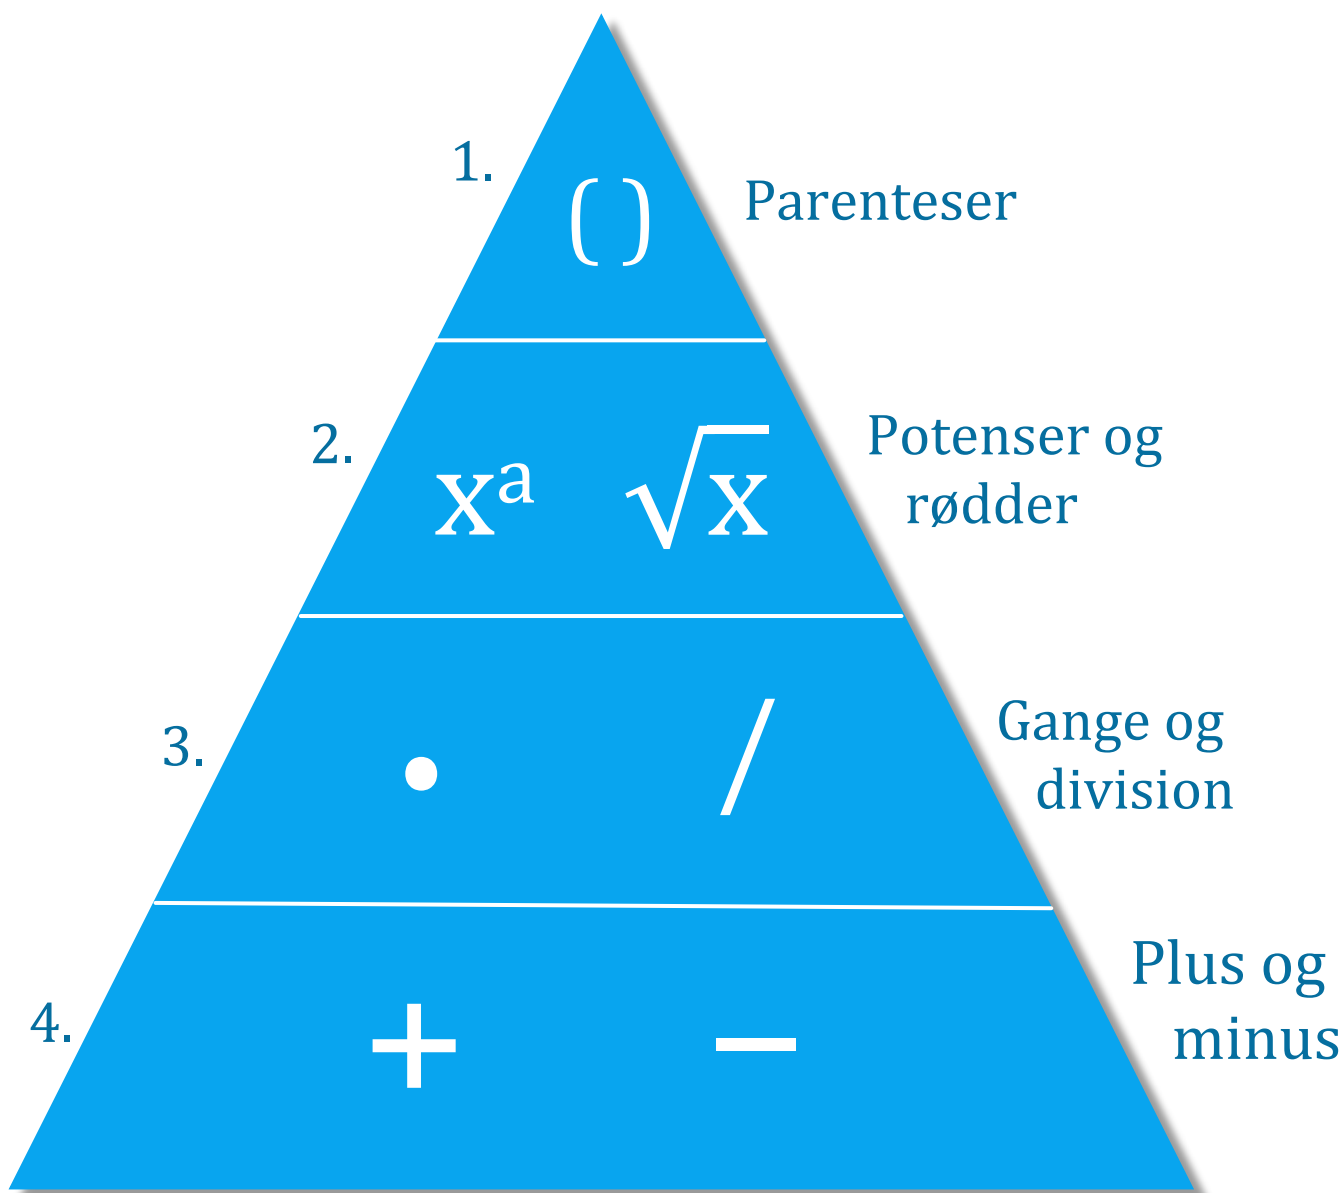 1.
( )
Parenteser
2.
xᵃ √x
Potenser og
rødder
3.
• /
Gange og
division
4.
+ −
Plus og
minus